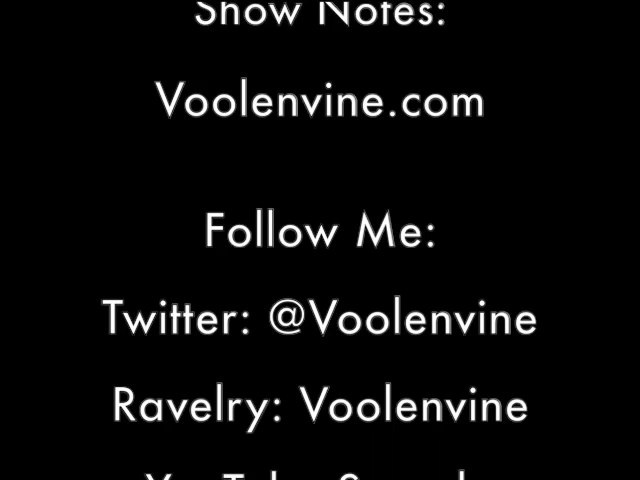 Show Notes:
Voolenvine.com
Follow Me:
Twitter: @Voolenvine
Ravelry: Voolenvine